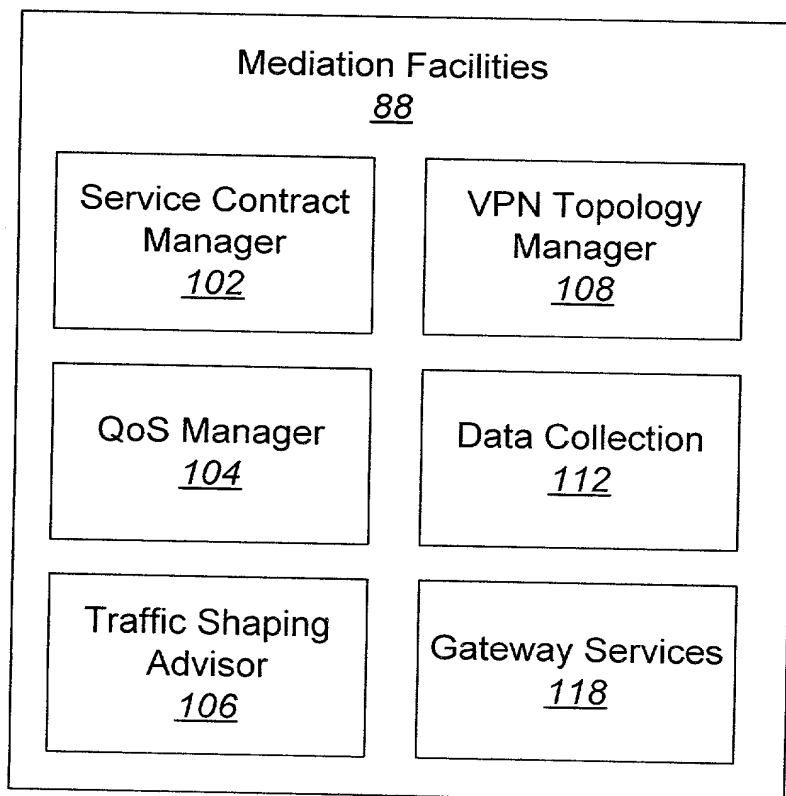 Mediation Facilities
88
Service Contract
Manager
102
VPN Topology
Manager
108
QoS Manager
104
Data Collection
112
Traffic Shaping
Advisor
106
Gateway Services
118